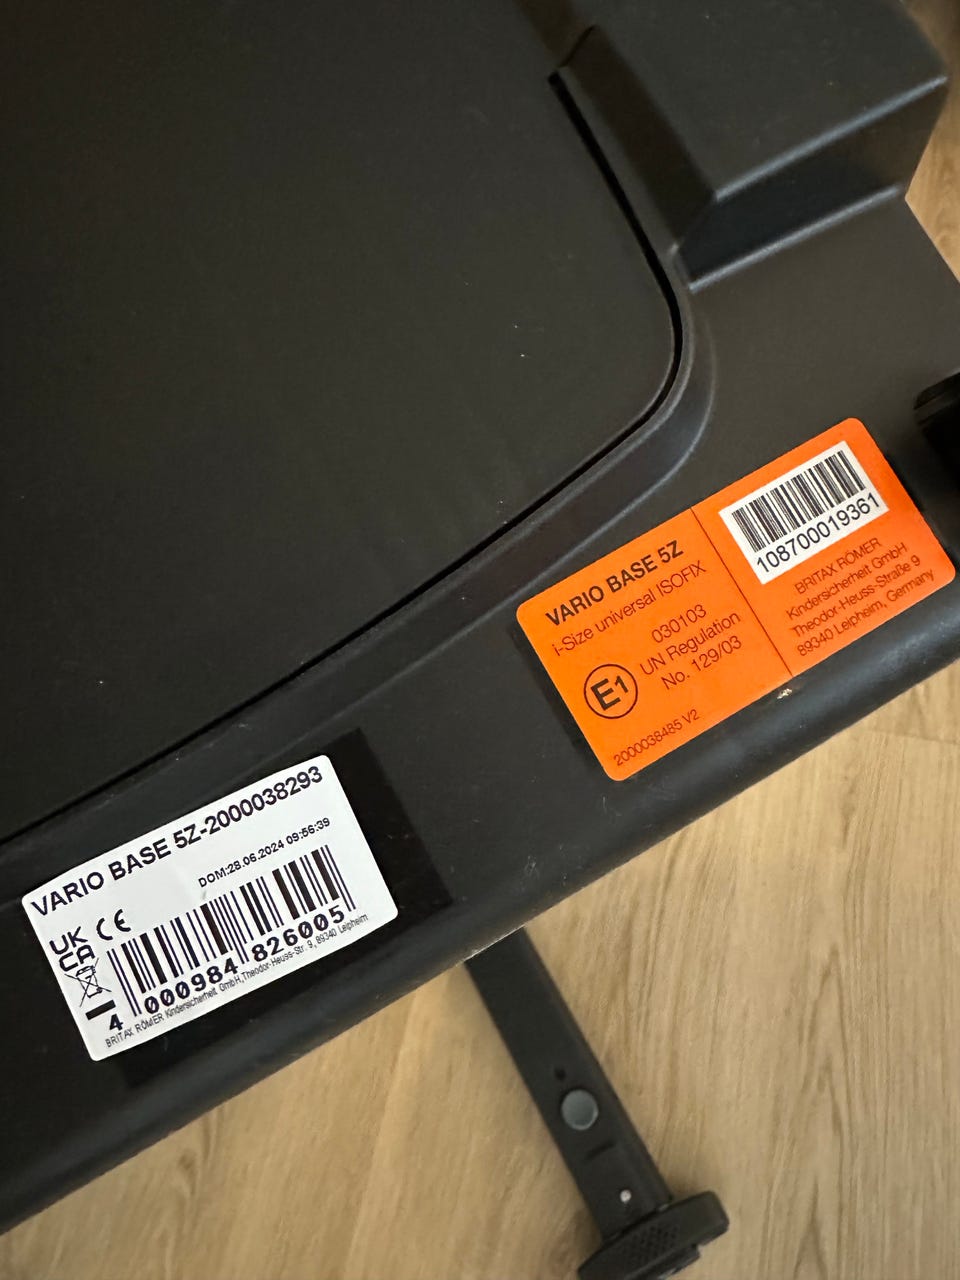 108700019361
VARIO BASE 5Z
i-Size universal ISOFIX
030103
UN Regulation
No. 129/03
E1
2000038485 V2
BRITAX RÖMER
Kindersicherheit GmbH
Theodor-Heuss-Straße 9
89340 Leipheim, Germany
VARIO BASE 5Z-2000038293
DOM:28.06.2024 09:56:39
UK
CA
CE
4 000984 826005
BRITAX RÖMER Kindersicherheit GmbH,Theodor-Heuss-Str. 9, 89340 Leipheim